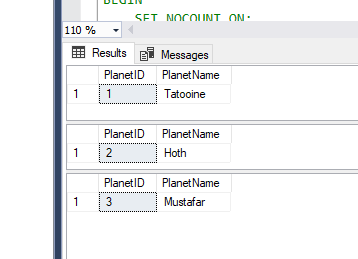 BEGIN
SET NOCOUNT ON;
110 %
Results Messages
PlanetID PlanetName
1 1 Tatooine
PlanetID PlanetName
1 2 Hoth
PlanetID PlanetName
1 3 Mustafar